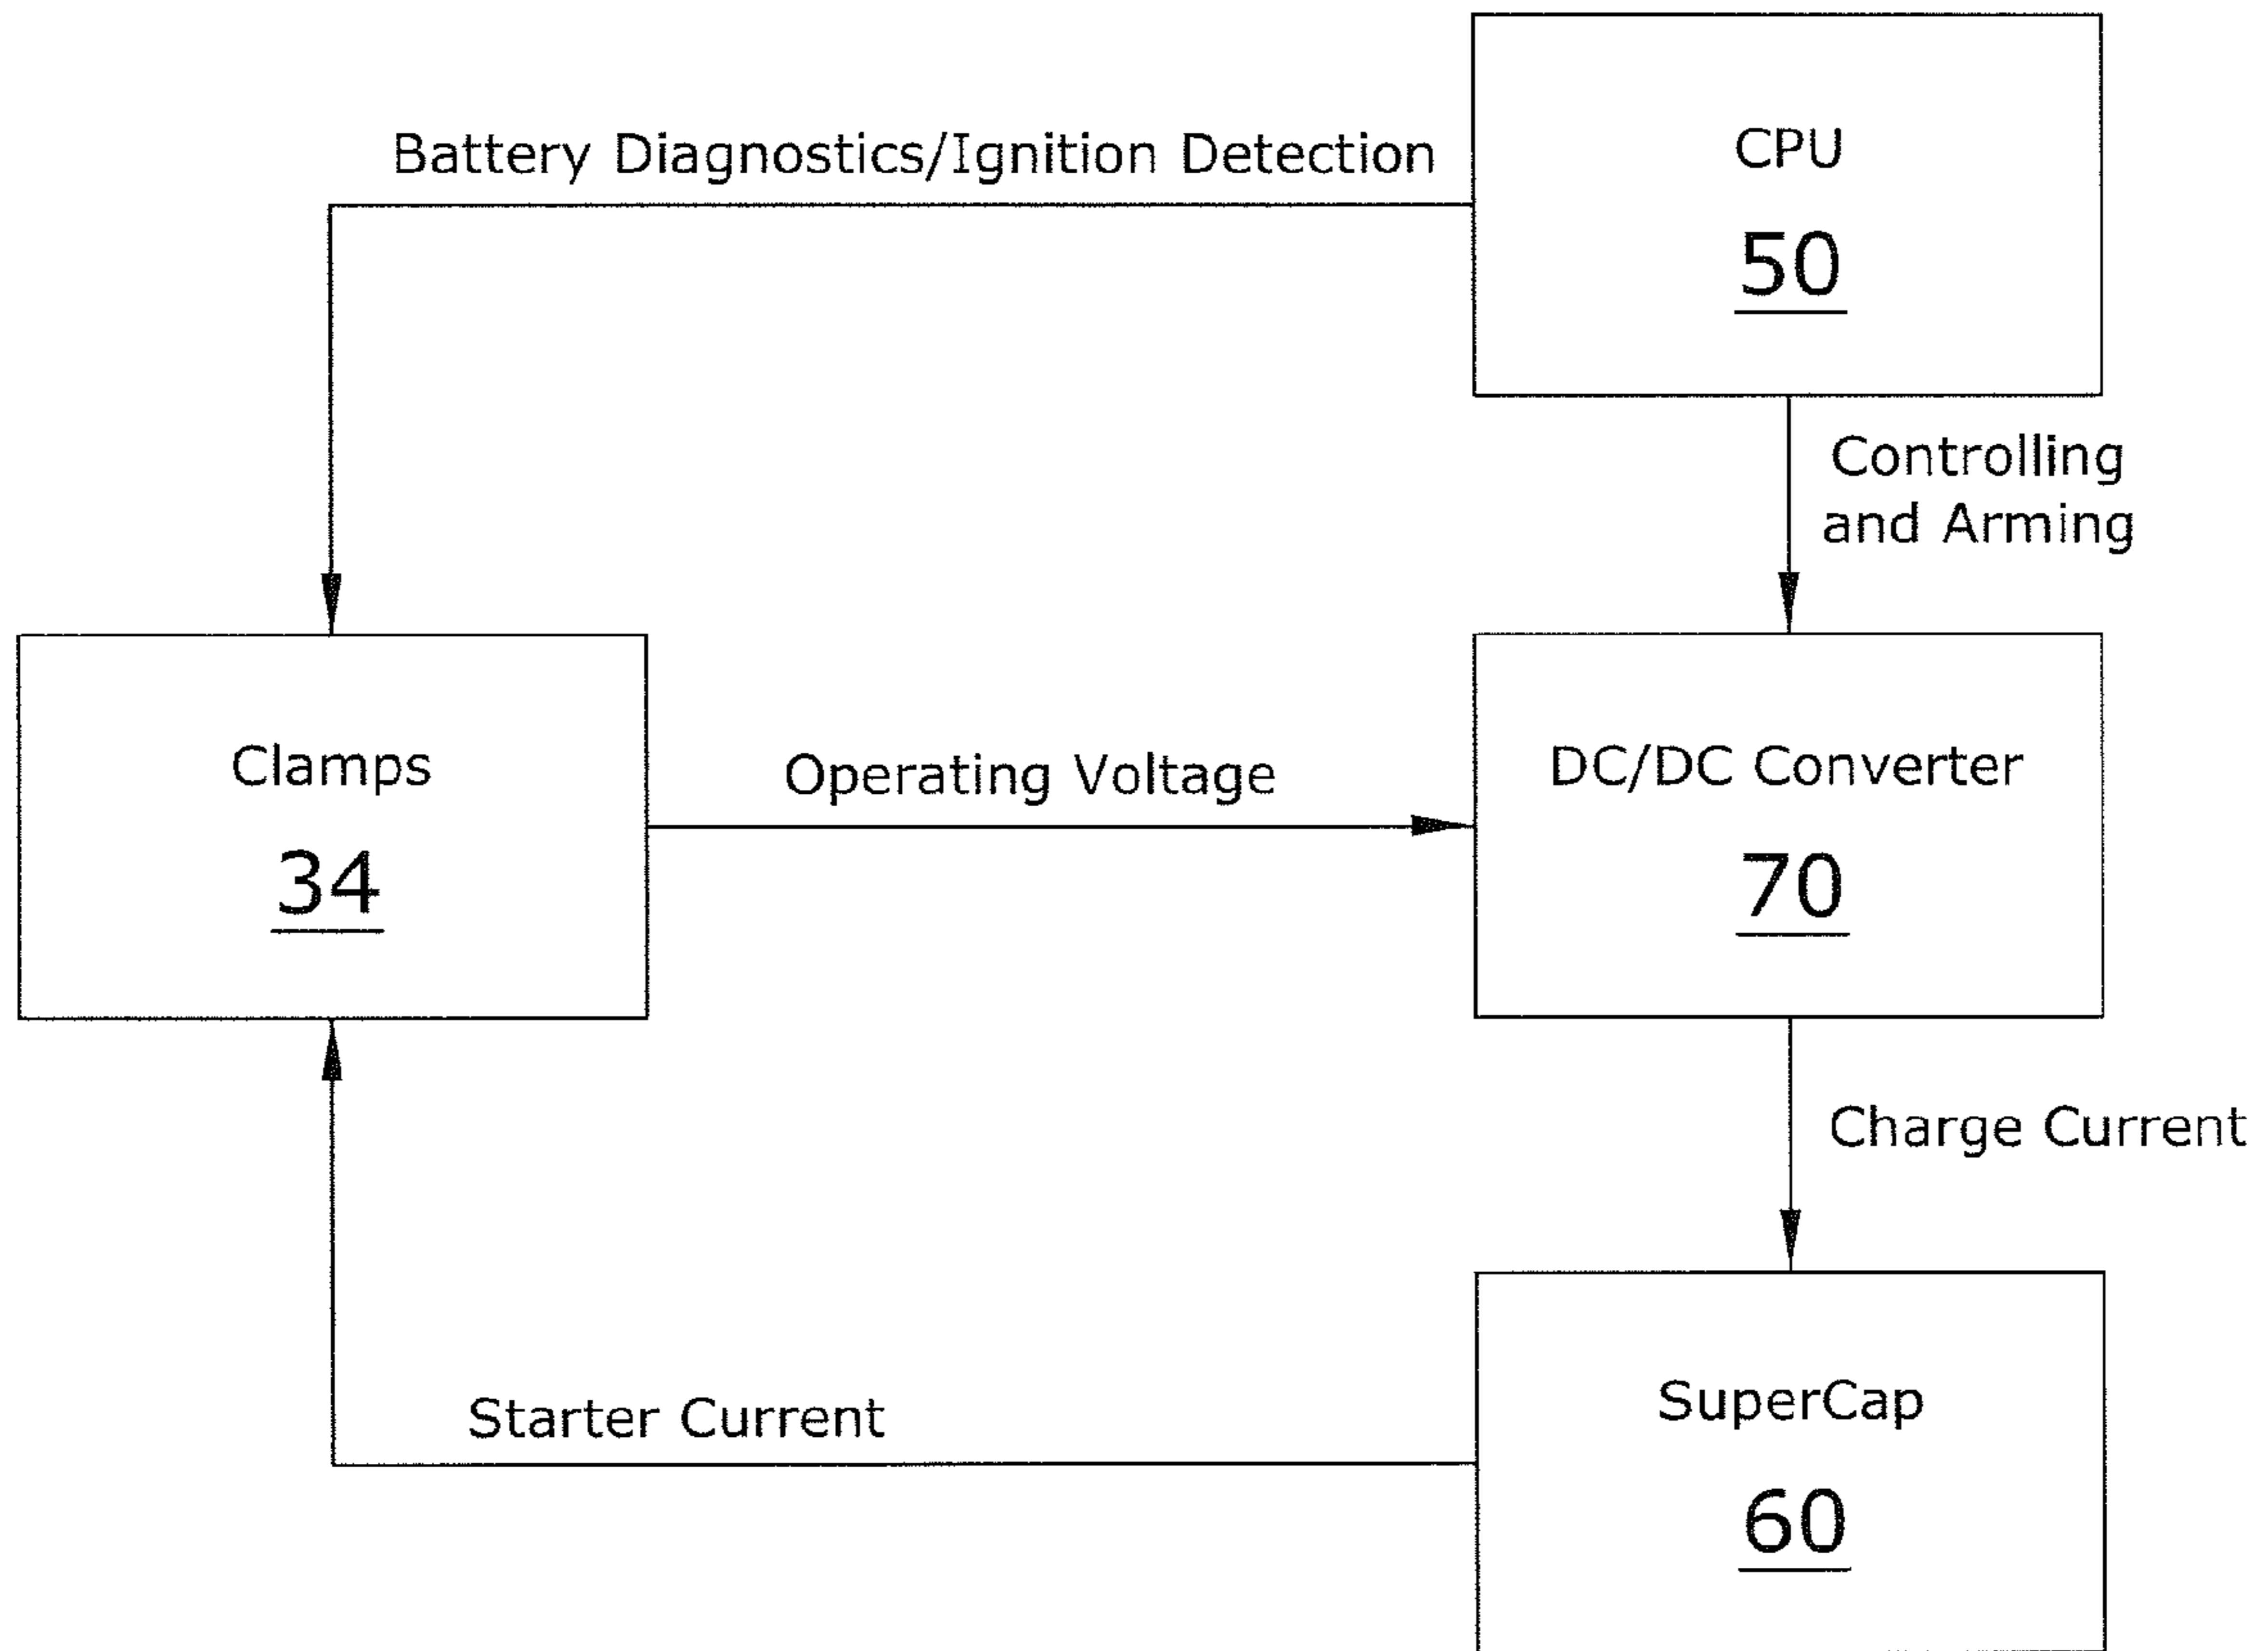 Battery Diagnostics/Ignition Detection
CPU
50
Controlling
and Arming
Clamps
34
Operating Voltage
DC/DC Converter
70
Charge Current
Starter Current
SuperCap
60